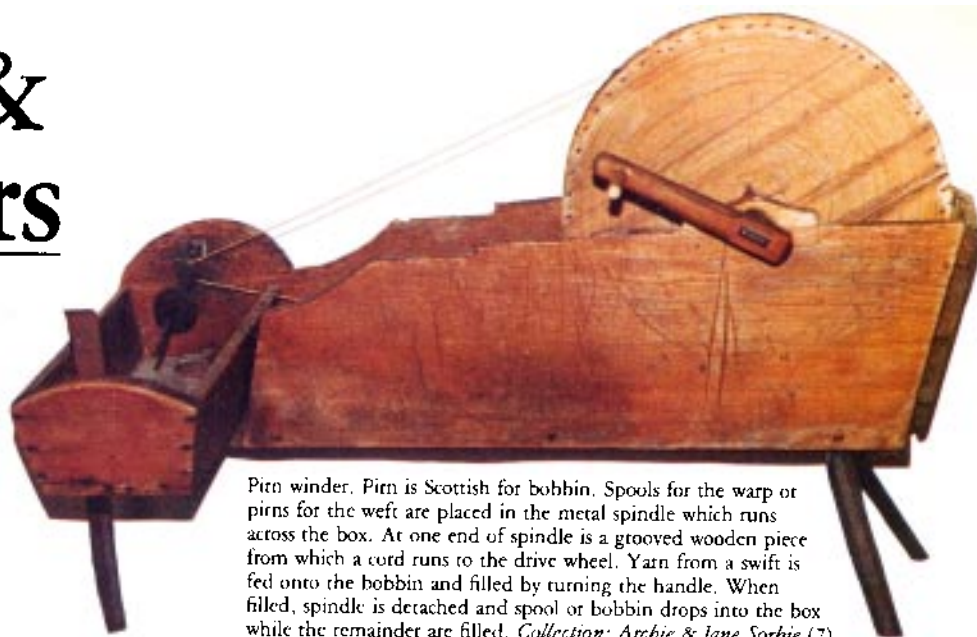 &
rs
Pirn winder. Pirn is Scottish for bobbin. Spools for the warp or
pirns for the weft are placed in the metal spindle which runs
across the box. At one end of spindle is a grooved wooden piece
from which a cord runs to the drive wheel. Yarn from a swift is
fed onto the bobbin and filled by turning the handle. When
filled, spindle is detached and spool or bobbin drops into the box
while the remainder are filled. Collection: Archie & Jane Sorbie (7)